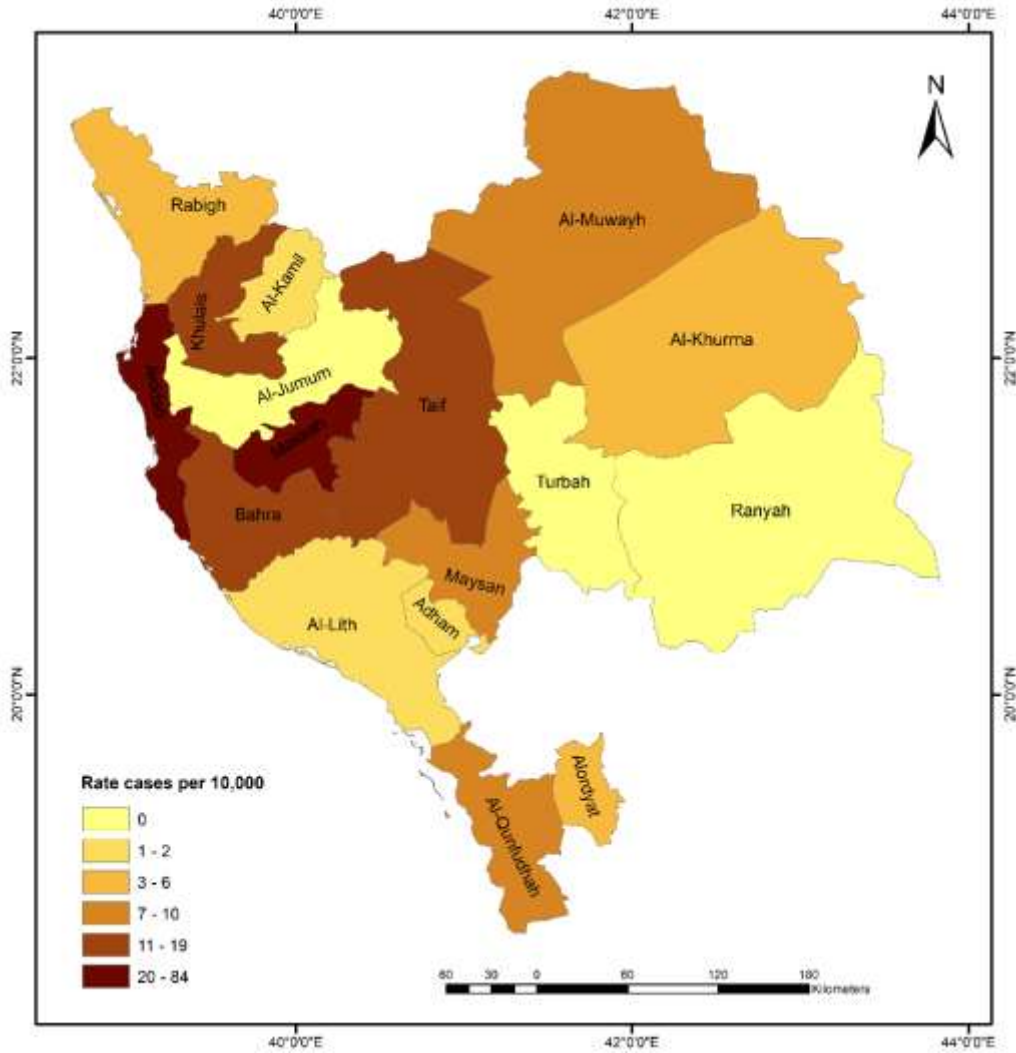 40°0'0"E 42°0'0"E 44°0'0"E
N
Rabigh
Al-Muwayh
Al-Kamil
Khulais
Al-Khurma
22°0'0"N 22°0'0"N
Al-Jumum
Taif
Turbah
Ranyah
Bahra
Maysan
Adham
Al-Lith
20°0'0"N 20°0'0"N
Alordyat
Al-Qunfudhah
Rate cases per 10,000
0
1 - 2
3 - 6
7 - 10
11 - 19
20 - 84
60 30 0 60 120 180
Kilometers
40°0'0"E 42°0'0"E 44°0'0"E